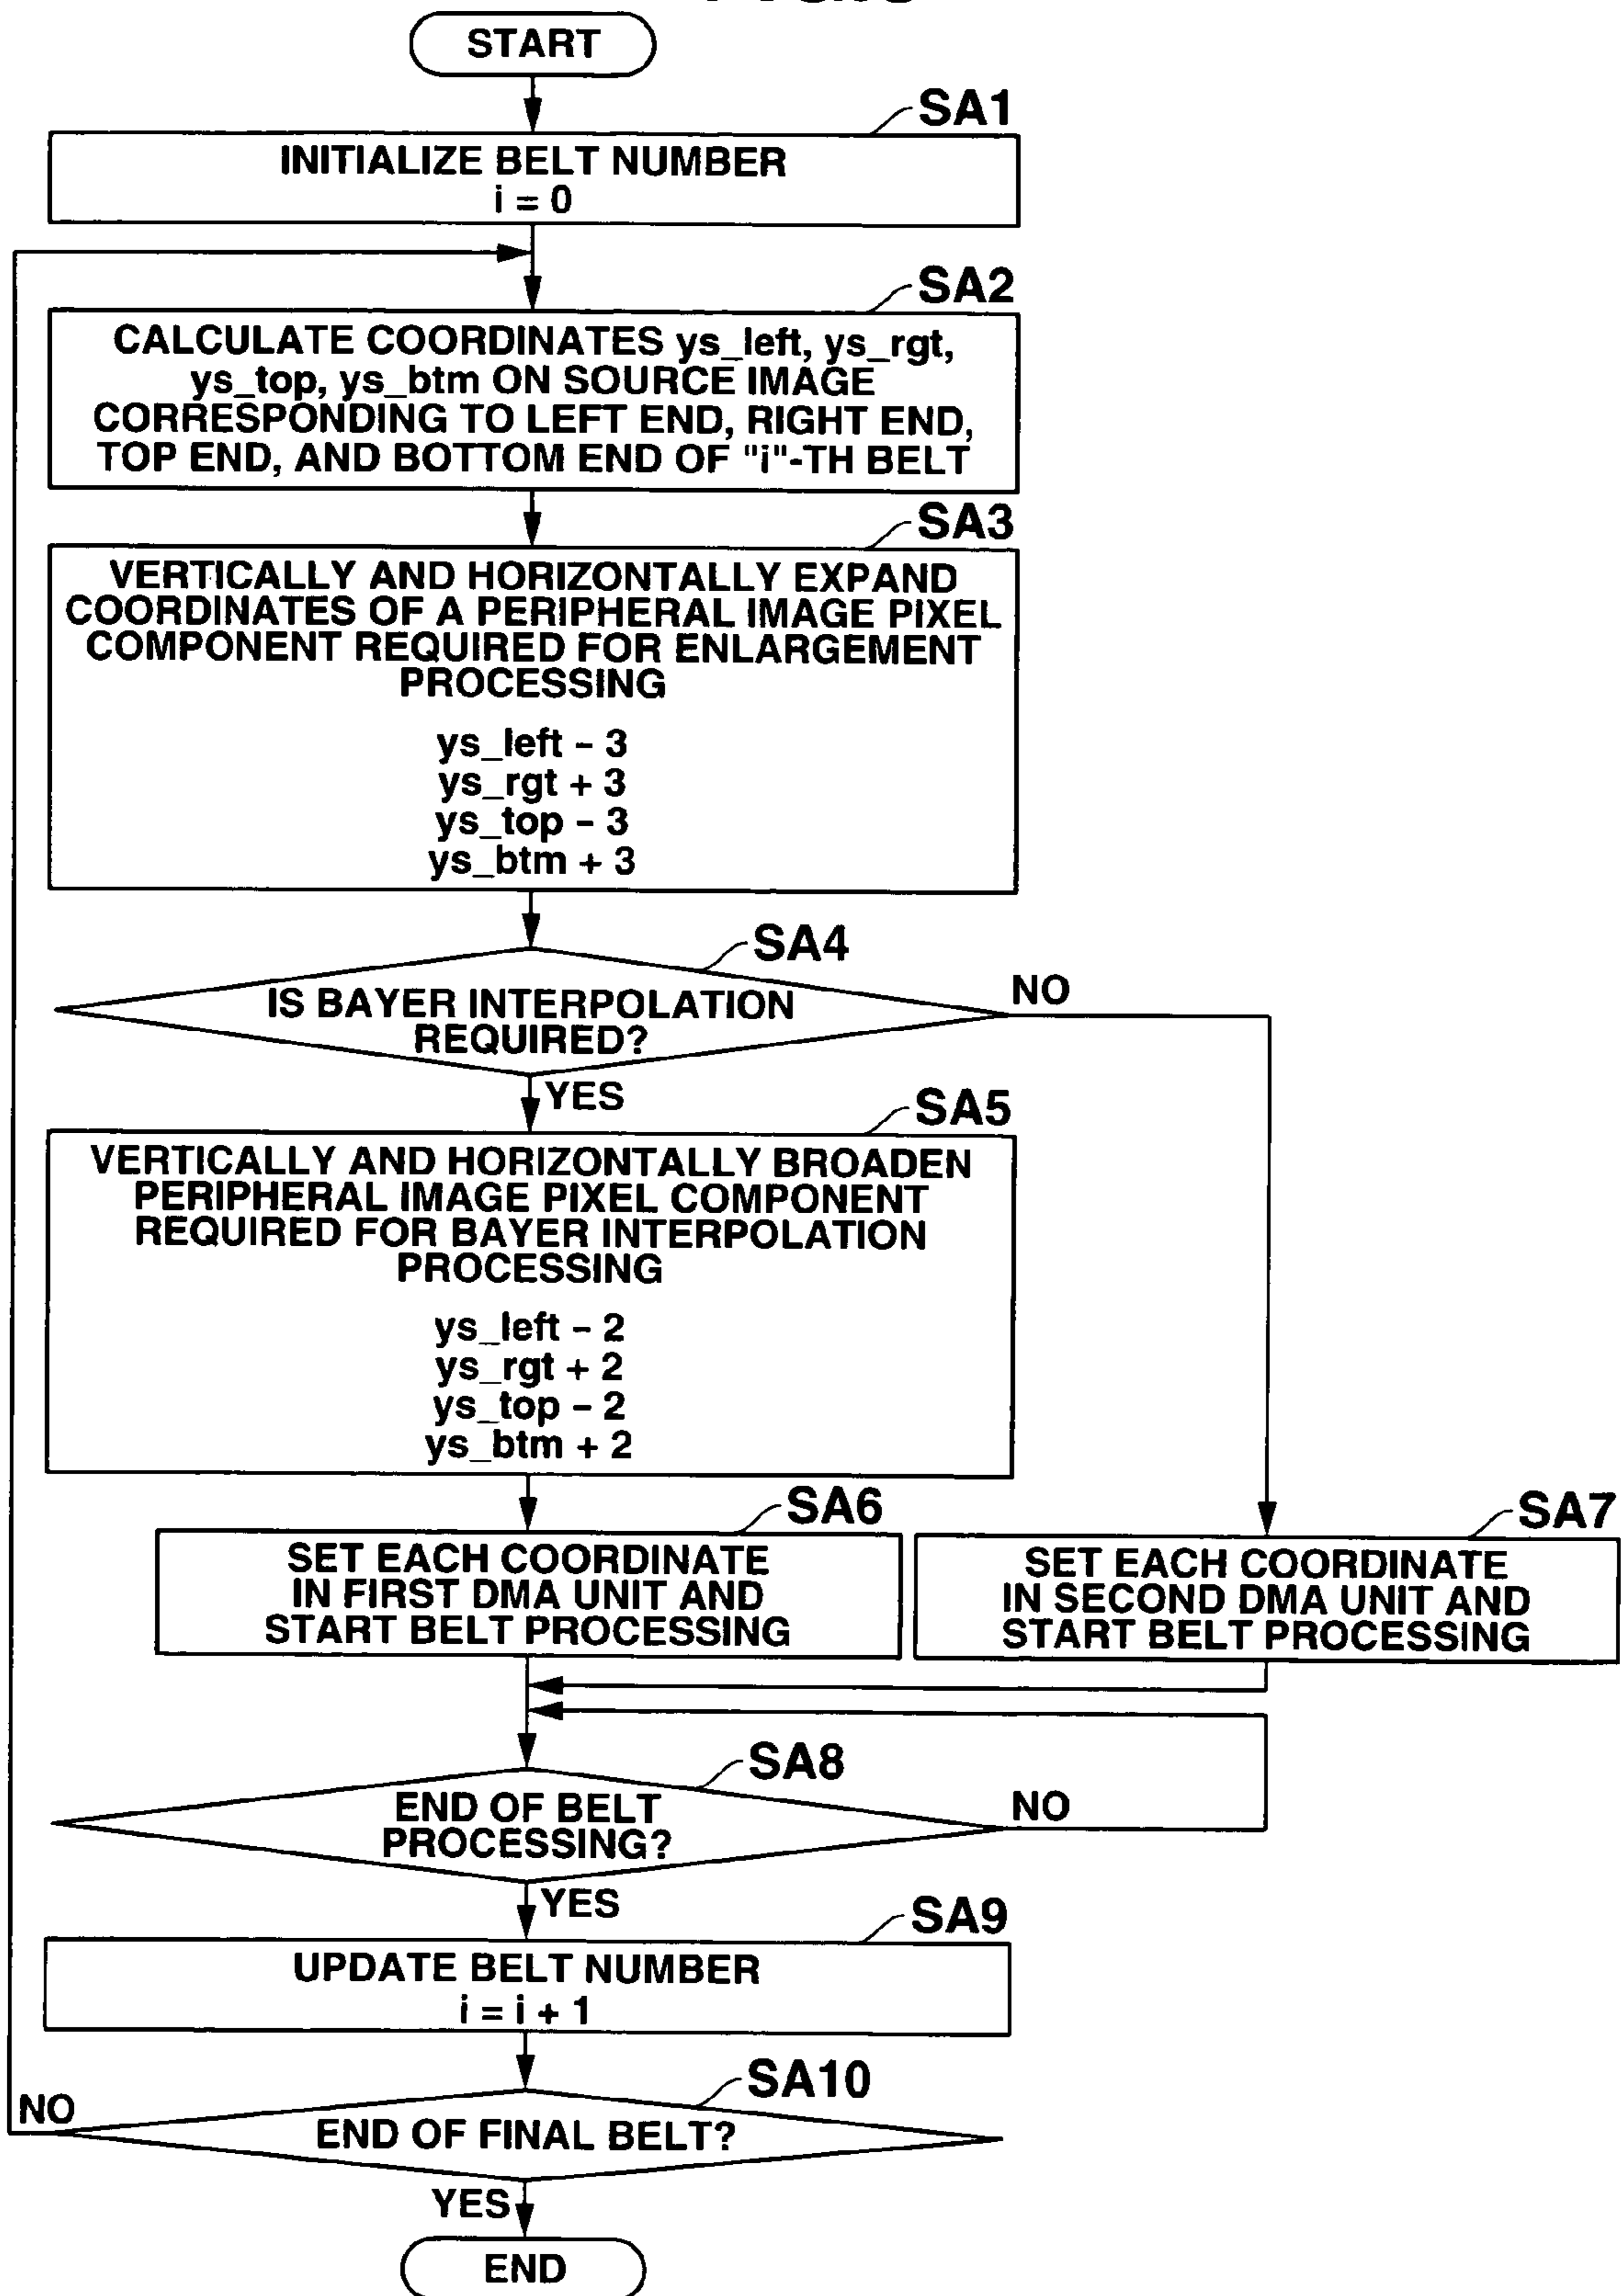 START
SA1
INITIALIZE BELT NUMBER
i = 0
SA2
CALCULATE COORDINATES ys_left, ys_rgt,
ys_top, ys_btm ON SOURCE IMAGE
CORRESPONDING TO LEFT END, RIGHT END,
TOP END, AND BOTTOM END OF "i"-TH BELT
SA3
VERTICALLY AND HORIZONTALLY EXPAND
COORDINATES OF A PERIPHERAL IMAGE PIXEL
COMPONENT REQUIRED FOR ENLARGEMENT
PROCESSING
ys_left - 3
ys_rgt + 3
ys_top - 3
ys_btm + 3
SA4
IS BAYER INTERPOLATION
REQUIRED?
NO
YES
SA5
VERTICALLY AND HORIZONTALLY BROADEN
PERIPHERAL IMAGE PIXEL COMPONENT
REQUIRED FOR BAYER INTERPOLATION
PROCESSING
ys_left - 2
ys_rgt + 2
ys_top - 2
ys_btm + 2
SA6
SET EACH COORDINATE
IN FIRST DMA UNIT AND
START BELT PROCESSING
SA7
SET EACH COORDINATE
IN SECOND DMA UNIT AND
START BELT PROCESSING
SA8
END OF BELT
PROCESSING?
NO
YES
SA9
UPDATE BELT NUMBER
i = i + 1
SA10
END OF FINAL BELT?
NO
YES
END